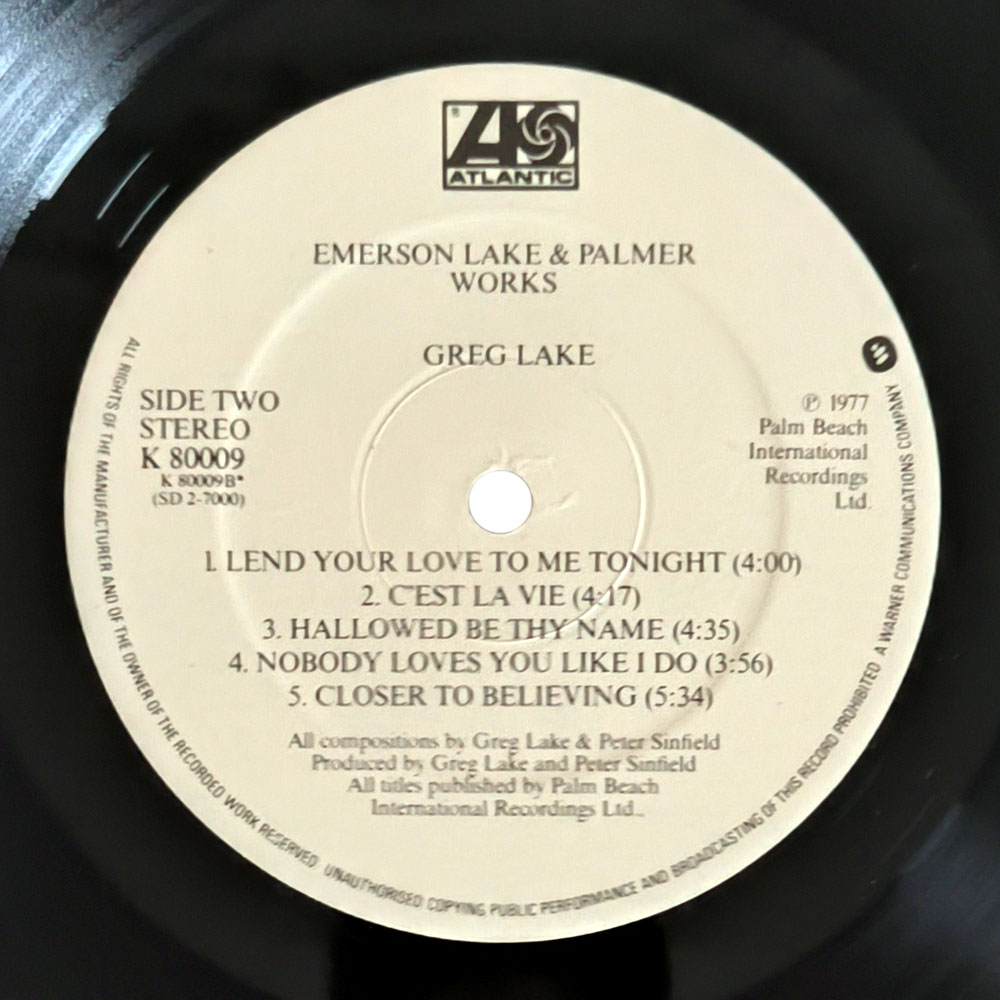 ATLANTIC
EMERSON LAKE & PALMER
WORKS
GREG LAKE
SIDE TWO
STEREO
K 80009
K 80009B*
(SD 2-7000)
℗ 1977
Palm Beach
International
Recordings
Ltd.
1. LEND YOUR LOVE TO ME TONIGHT (4:00)
2. C'EST LA VIE (4:17)
3. HALLOWED BE THY NAME (4:35)
4. NOBODY LOVES YOU LIKE I DO (3:56)
5. CLOSER TO BELIEVING (5:34)
All compositions by Greg Lake & Peter Sinfield
Produced by Greg Lake and Peter Sinfield
All titles published by Palm Beach
International Recordings Ltd..
ALL RIGHTS OF THE MANUFACTURER AND OF THE OWNER OF THE RECORDED WORK RESERVED. UNAUTHORISED COPYING PUBLIC PERFORMANCE AND BROADCASTING OF THIS RECORD PROHIBITED. A WARNER COMMUNICATIONS COMPANY